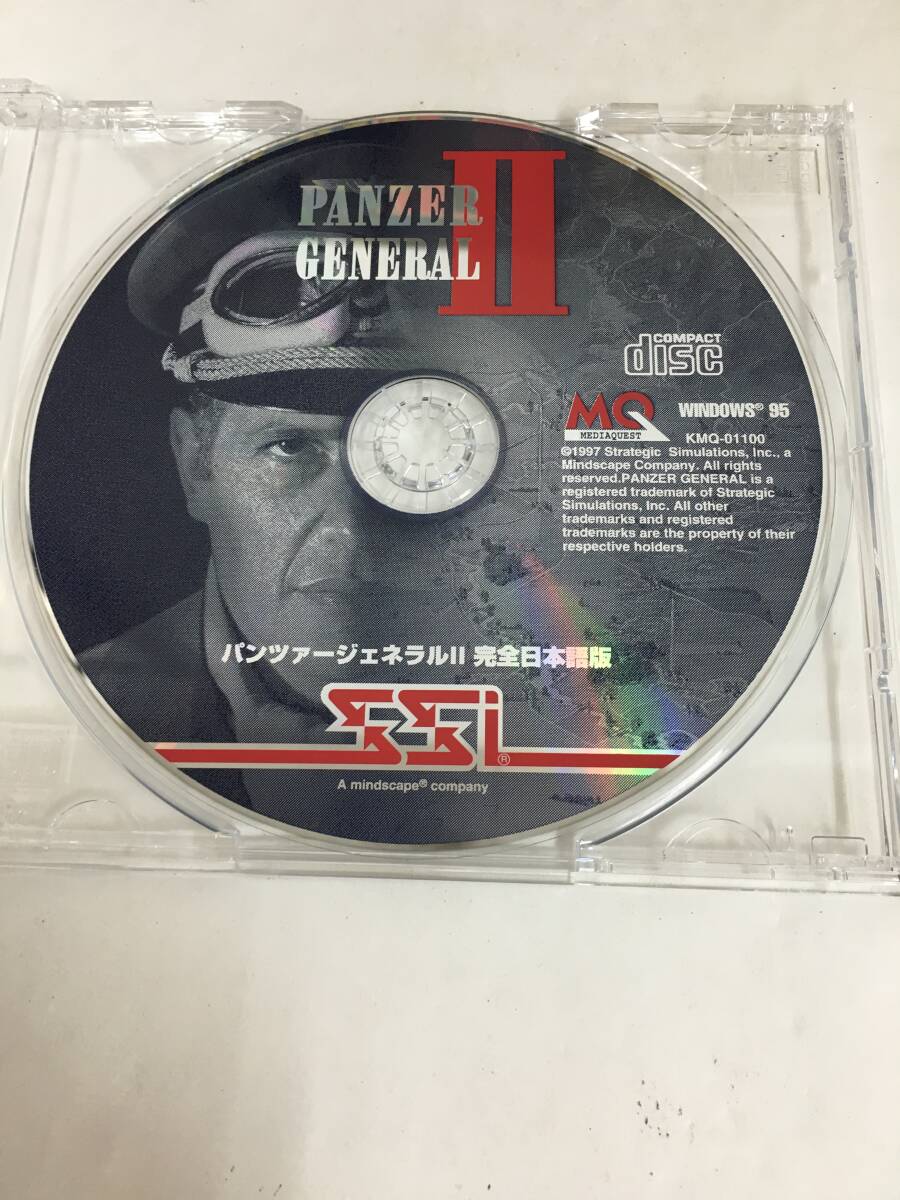 PANZER
GENERAL
II
COMPACT
disc
MQ
MEDIAQUEST
WINDOWS® 95
KMQ-01100
©1997 Strategic Simulations, Inc., a
Mindscape Company. All rights
reserved.PANZER GENERAL is a
registered trademark of Strategic
Simulations, Inc. All other
trademarks and registered
trademarks are the property of their
respective holders.
パンツァージェネラルII 完全日本語版
SSi®
A mindscape® company